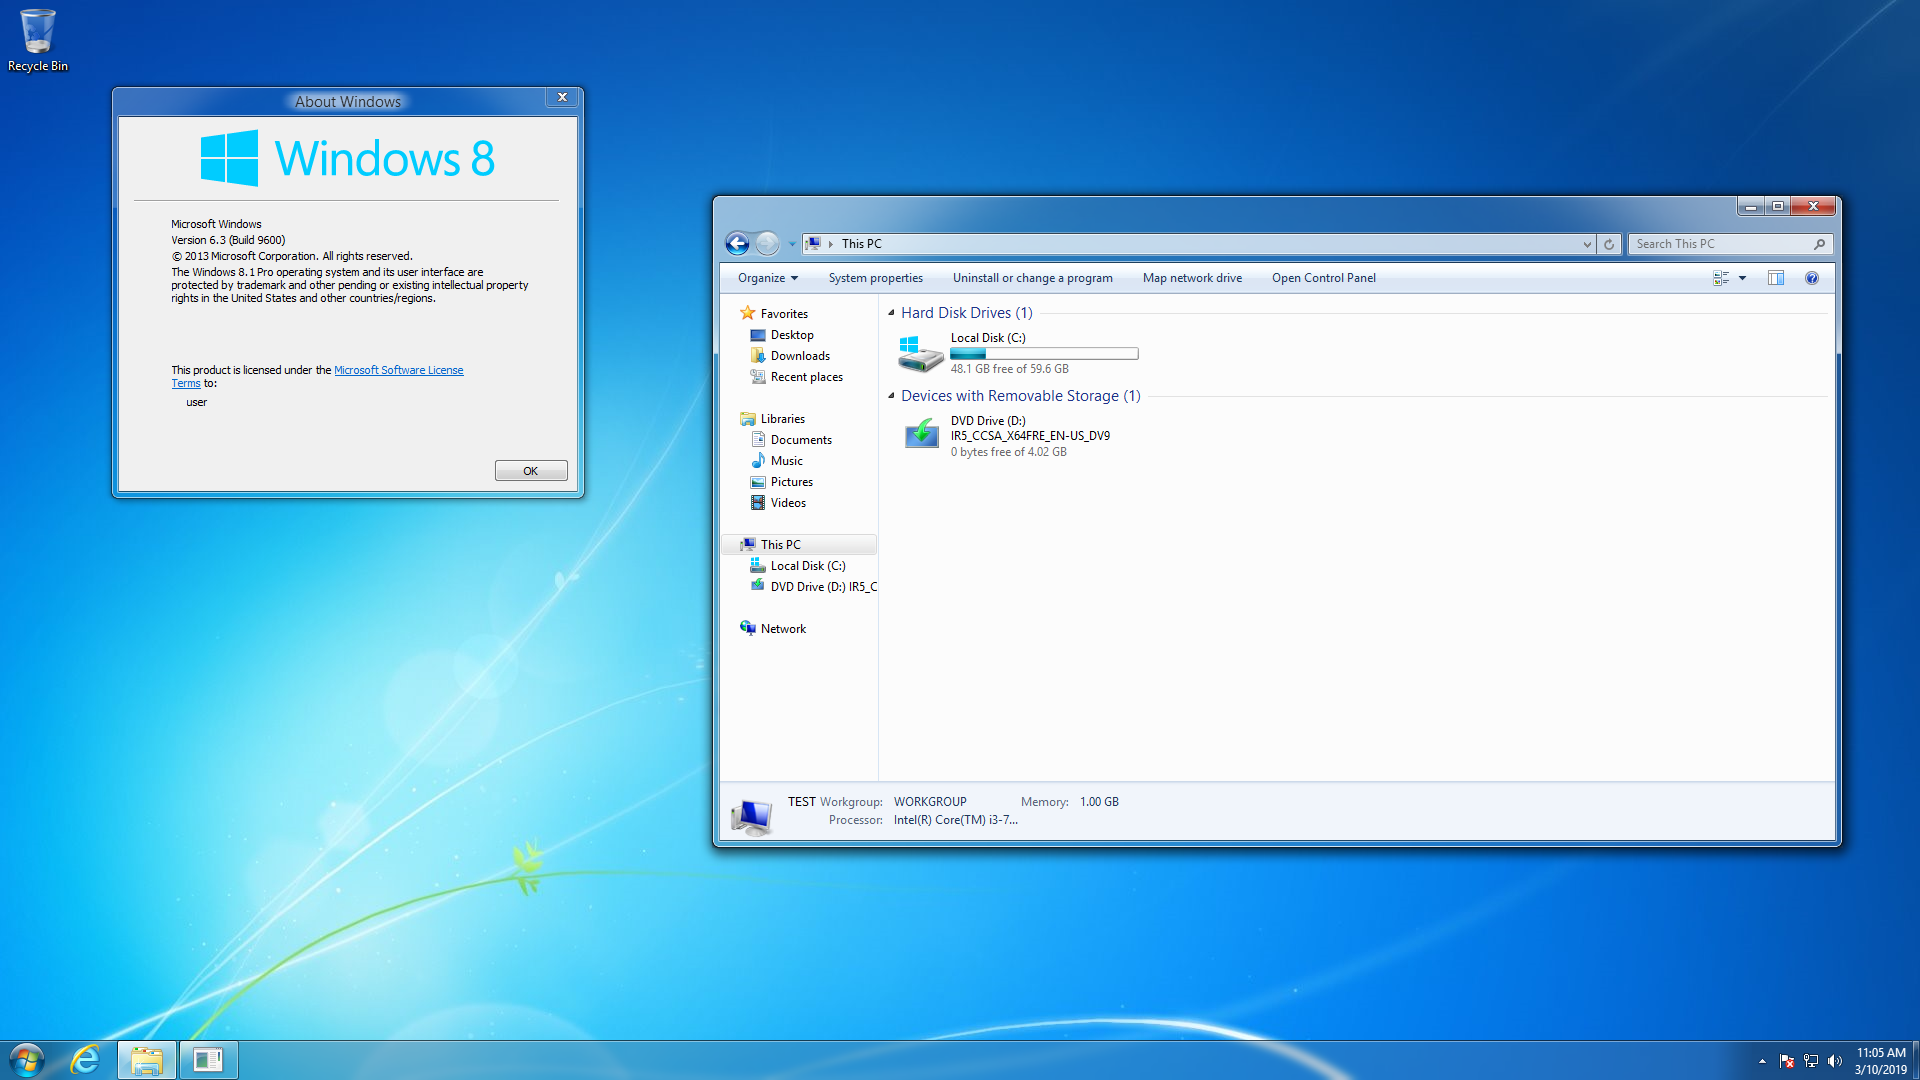 Recycle Bin
About Windows
Windows 8
Microsoft Windows
Version 6.3 (Build 9600)
© 2013 Microsoft Corporation. All rights reserved.
The Windows 8.1 Pro operating system and its user interface are
protected by trademark and other pending or existing intellectual property
rights in the United States and other countries/regions.
This product is licensed under the Microsoft Software License
Terms to:
user
OK
This PC
Search This PC
Organize
System properties
Uninstall or change a program
Map network drive
Open Control Panel
Favorites
Desktop
Downloads
Recent places
Libraries
Documents
Music
Pictures
Videos
This PC
Local Disk (C:)
DVD Drive (D:) IR5_C
Network
Hard Disk Drives (1)
Local Disk (C:)
48.1 GB free of 59.6 GB
Devices with Removable Storage (1)
DVD Drive (D:)
IR5_CCSA_X64FRE_EN-US_DV9
0 bytes free of 4.02 GB
TEST Workgroup: WORKGROUP Memory: 1.00 GB
Processor: Intel(R) Core(TM) i3-7...
11:05 AM
3/10/2019